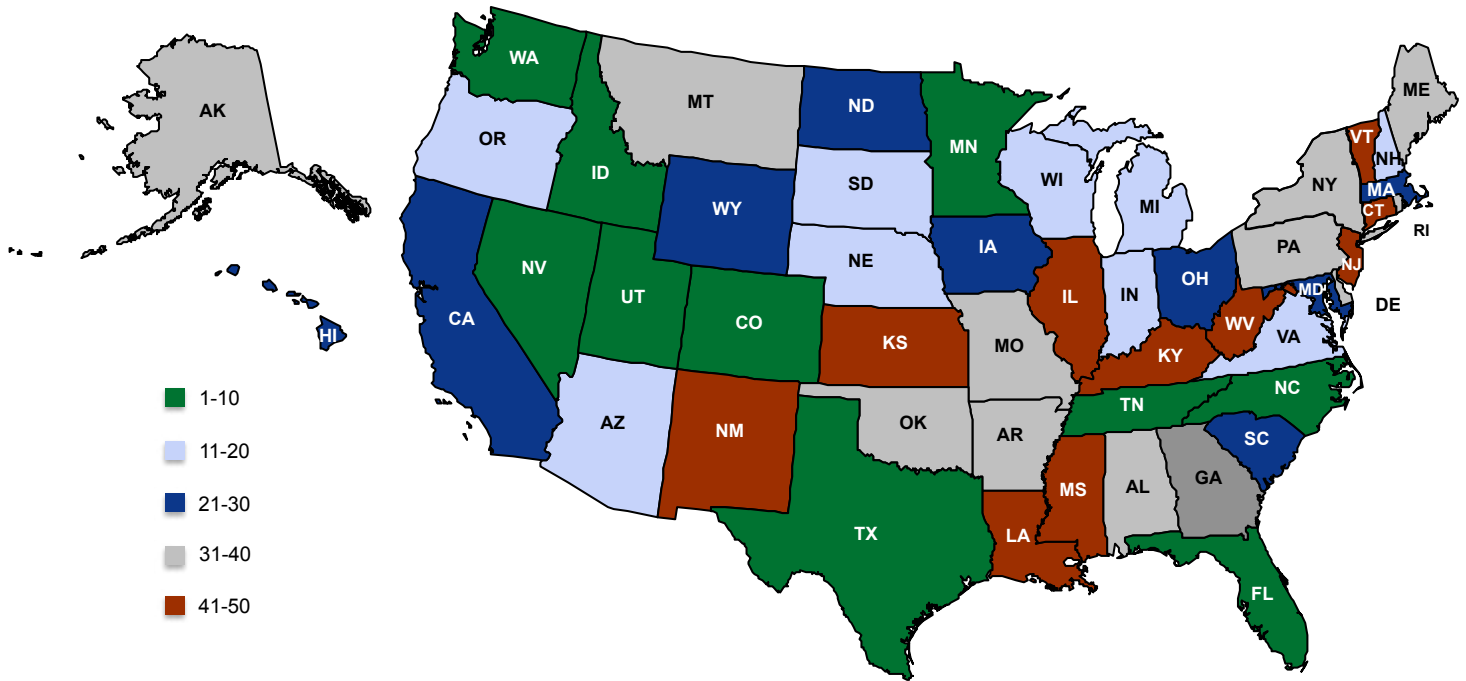 WA
MT
ND
MN
ME
AK
OR
ID
SD
WI
MI
VT
NH
NY
MA
CT
RI
WY
IA
NE
PA
NJ
NV
UT
CO
CA
HI
IL
IN
OH
MD
DE
WV
VA
KS
MO
KY
NC
TN
AZ
NM
OK
AR
SC
MS
AL
GA
TX
LA
FL
1-10
11-20
21-30
31-40
41-50